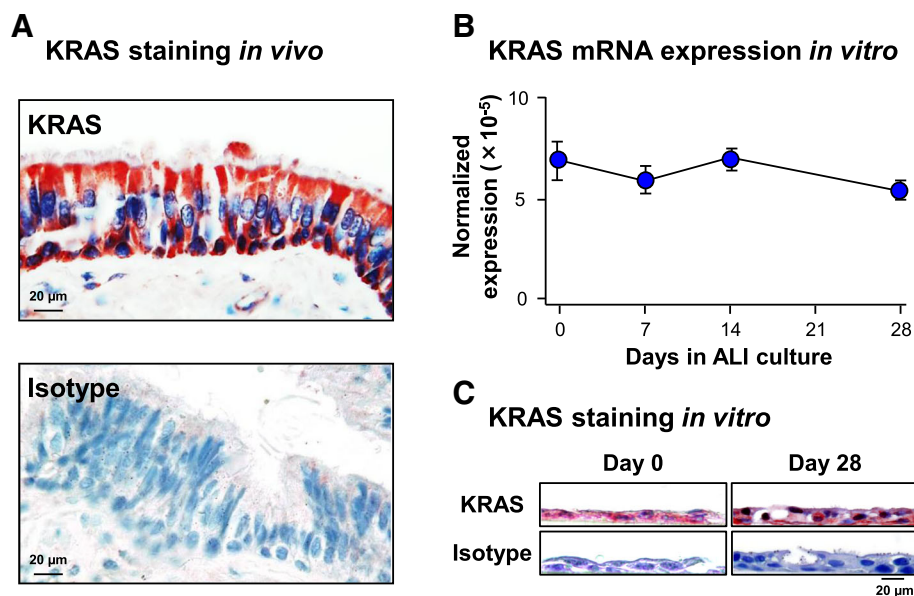 A
KRAS staining in vivo
KRAS
20 µm
Isotype
20 µm
B
KRAS mRNA expression in vitro
Normalized
expression (×10-5)
10
5
0
0 7 14 21 28
Days in ALI culture
C
KRAS staining in vitro
Day 0 Day 28
KRAS
Isotype
20 µm